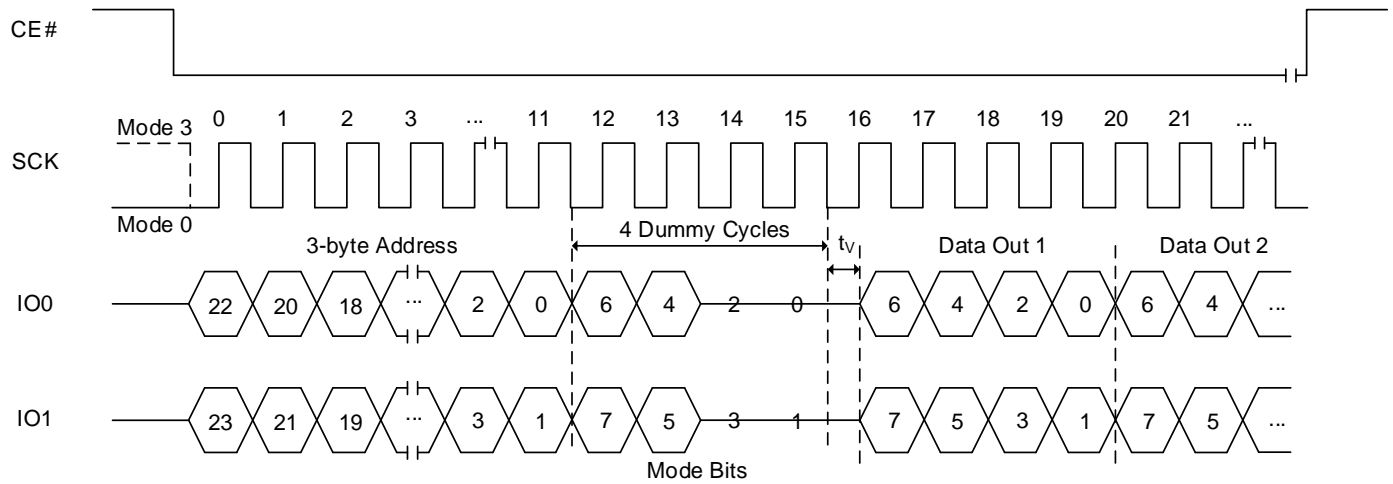 CE#
Mode 3 0 1 2 3 ... 11 12 13 14 15 16 17 18 19 20 21 ...
SCK
Mode 0
3-byte Address 4 Dummy Cycles tV Data Out 1 Data Out 2
IO0 22 20 18 ... 2 0 6 4 2 0 6 4 2 0 6 4 ...
IO1 23 21 19 ... 3 1 7 5 3 1 7 5 3 1 7 5 ...
Mode Bits